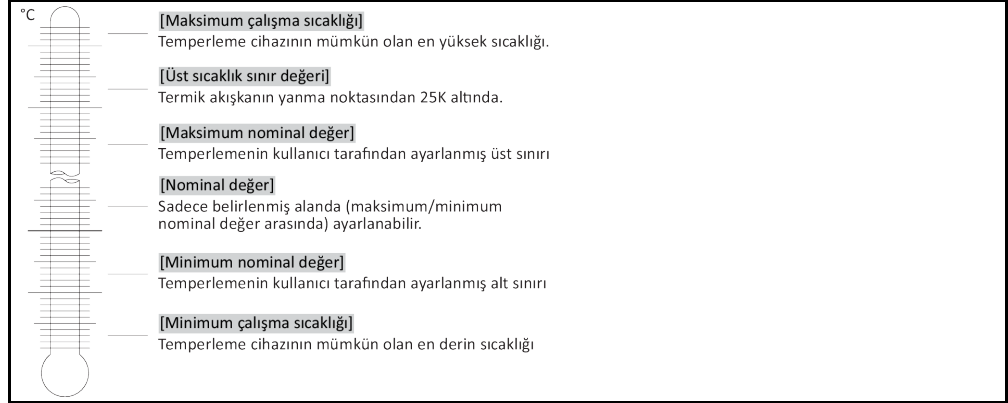 °C
[Maksimum çalışma sıcaklığı]
Temperleme cihazının mümkün olan en yüksek sıcaklığı.
[Üst sıcaklık sınır değeri]
Termik akışkanın yanma noktasından 25K altında.
[Maksimum nominal değer]
Temperlemenin kullanıcı tarafından ayarlanmış üst sınırı
[Nominal değer]
Sadece belirlenmiş alanda (maksimum/minimum
nominal değer arasında) ayarlanabilir.
[Minimum nominal değer]
Temperlemenin kullanıcı tarafından ayarlanmış alt sınırı
[Minimum çalışma sıcaklığı]
Temperleme cihazının mümkün olan en derin sıcaklığı